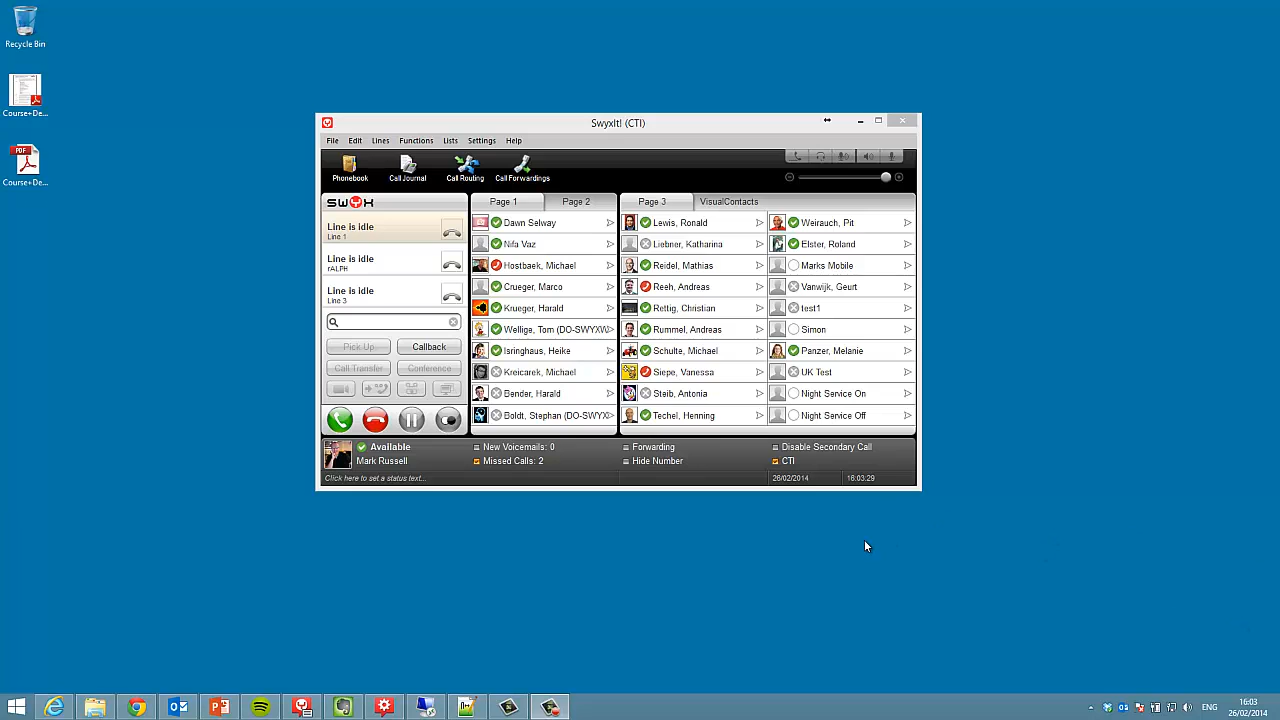 Recycle Bin
Course+De...
PDF
Course+De...
SwyxIt! (CTI)
File Edit Lines Functions Lists Settings Help
Phonebook Call Journal Call Routing Call Forwardings
swyx
Page 1 Page 2 Page 3 VisualContacts
Line is idle
Line 1
Line is idle
rALPH
Line is idle
Line 3
Pick Up Callback
Call Transfer Conference
Dawn Selway
Nifa Vaz
Hostbaek, Michael
Crueger, Marco
Krueger, Harald
Wellige, Tom (DO-SWYXW
Isringhaus, Heike
Kreicarek, Michael
Bender, Harald
Boldt, Stephan (DO-SWYX
Lewis, Ronald
Liebner, Katharina
Reidel, Mathias
Reeh, Andreas
Rettig, Christian
Rummel, Andreas
Schulte, Michael
Siepe, Vanessa
Steib, Antonia
Techel, Henning
Weirauch, Pit
Elster, Roland
Marks Mobile
Vanwijk, Geurt
test1
Simon
Panzer, Melanie
UK Test
Night Service On
Night Service Off
Available
Mark Russell
New Voicemails: 0
Missed Calls: 2
Forwarding
Hide Number
Disable Secondary Call
CTI
Click here to set a status text...
26/02/2014 16:03:29
ENG
16:03
26/02/2014